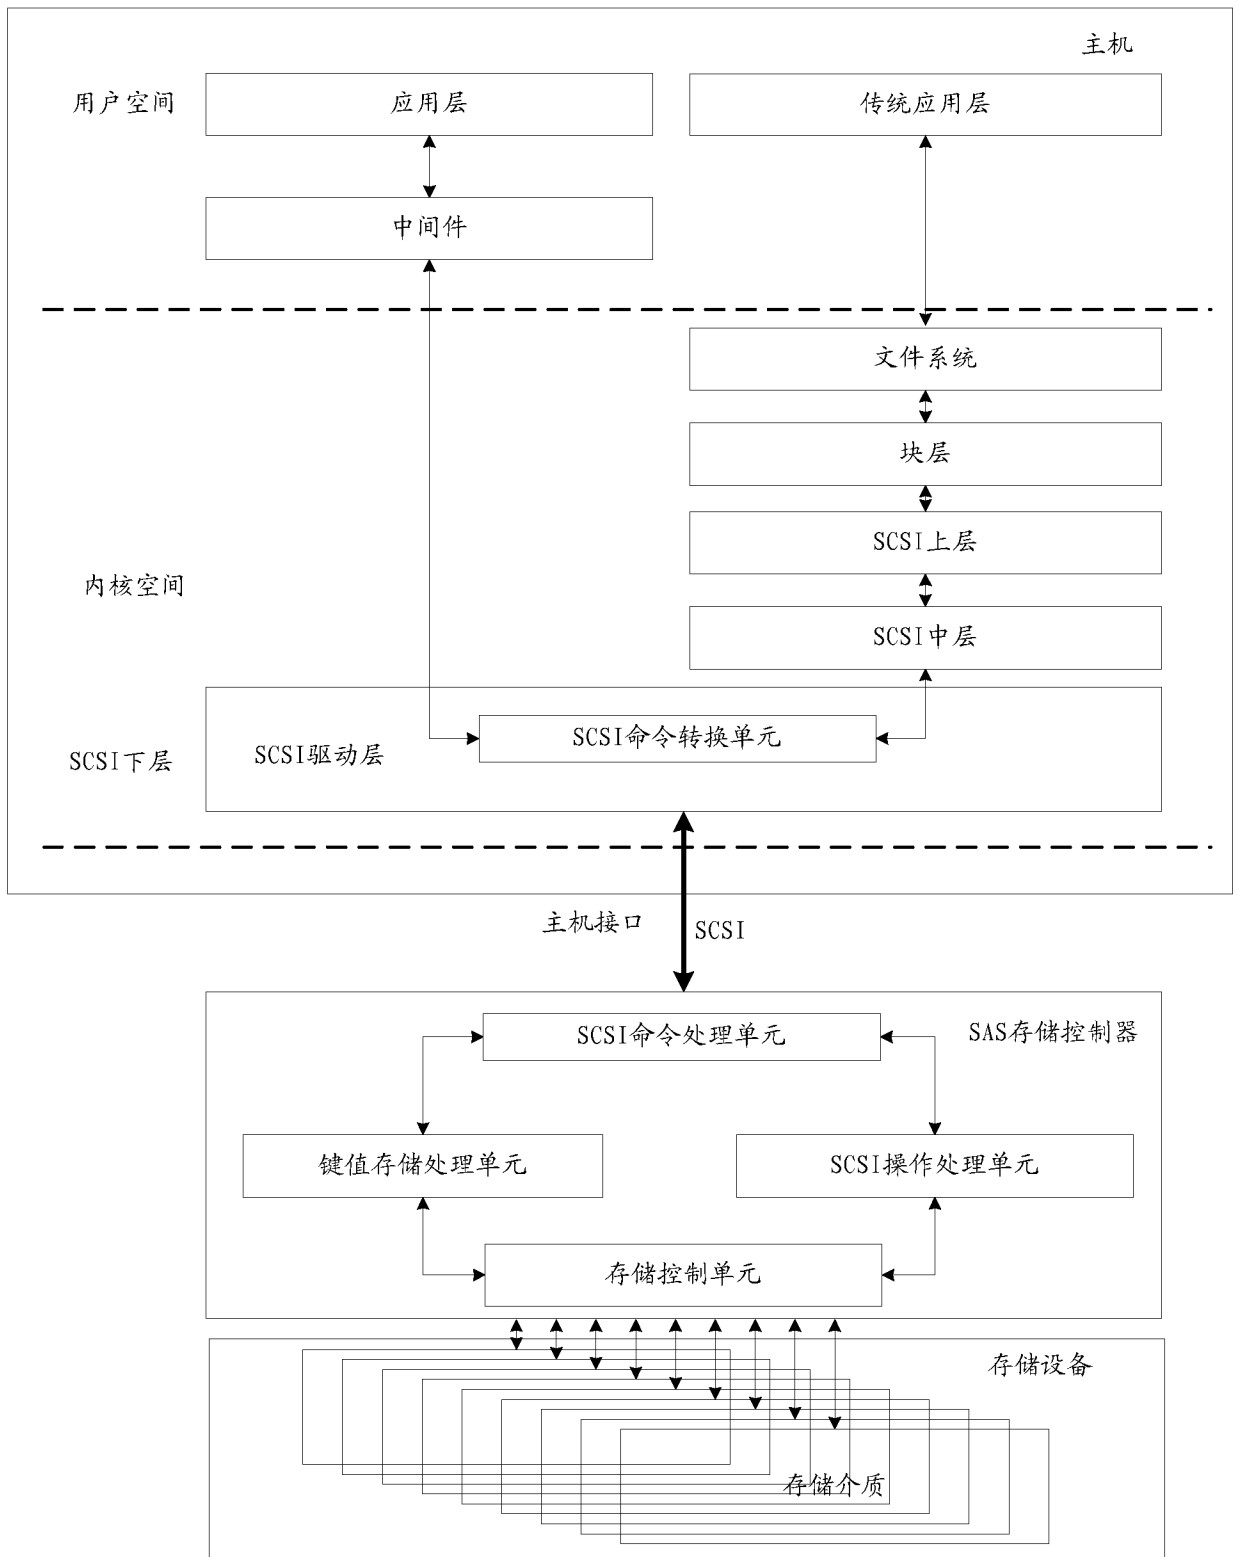 主机
用户空间
应用层
传统应用层
中间件
文件系统
块层
SCSI上层
内核空间
SCSI中层
SCSI下层
SCSI驱动层
SCSI命令转换单元
主机接口
SCSI
SCSI命令处理单元
SAS存储控制器
键值存储处理单元
SCSI操作处理单元
存储控制单元
存储设备
存储介质